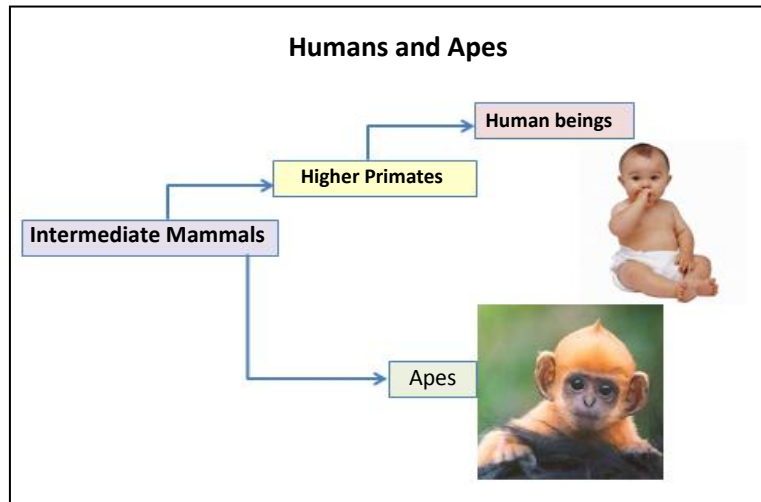 Humans and Apes
Human beings
Higher Primates
Intermediate Mammals
Apes